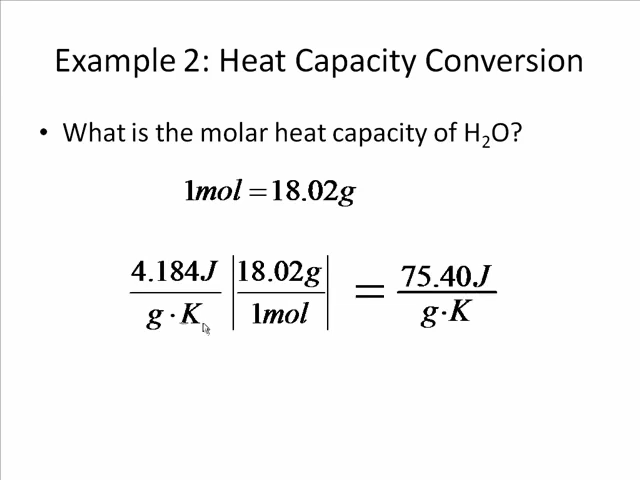 Example 2: Heat Capacity Conversion
• What is the molar heat capacity of H₂O?
1mol = 18.02g
4.184J / g · K | 18.02g / 1mol | = 75.40J / g · K